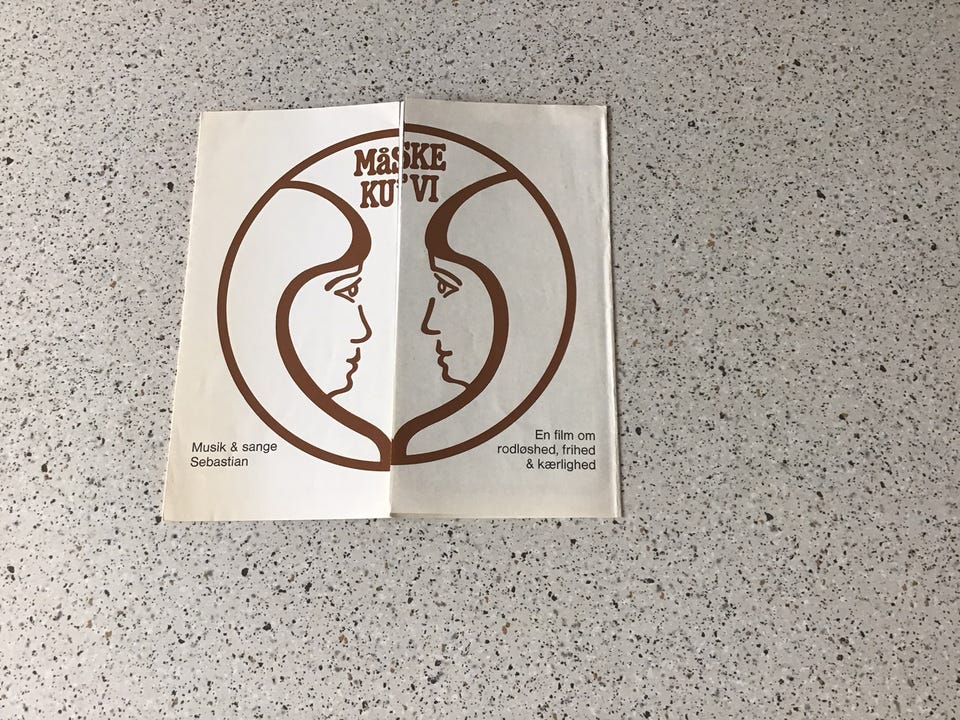 MåSKE
KU' VI
Musik & sange
Sebastian
En film om
rodløshed, frihed
& kærlighed